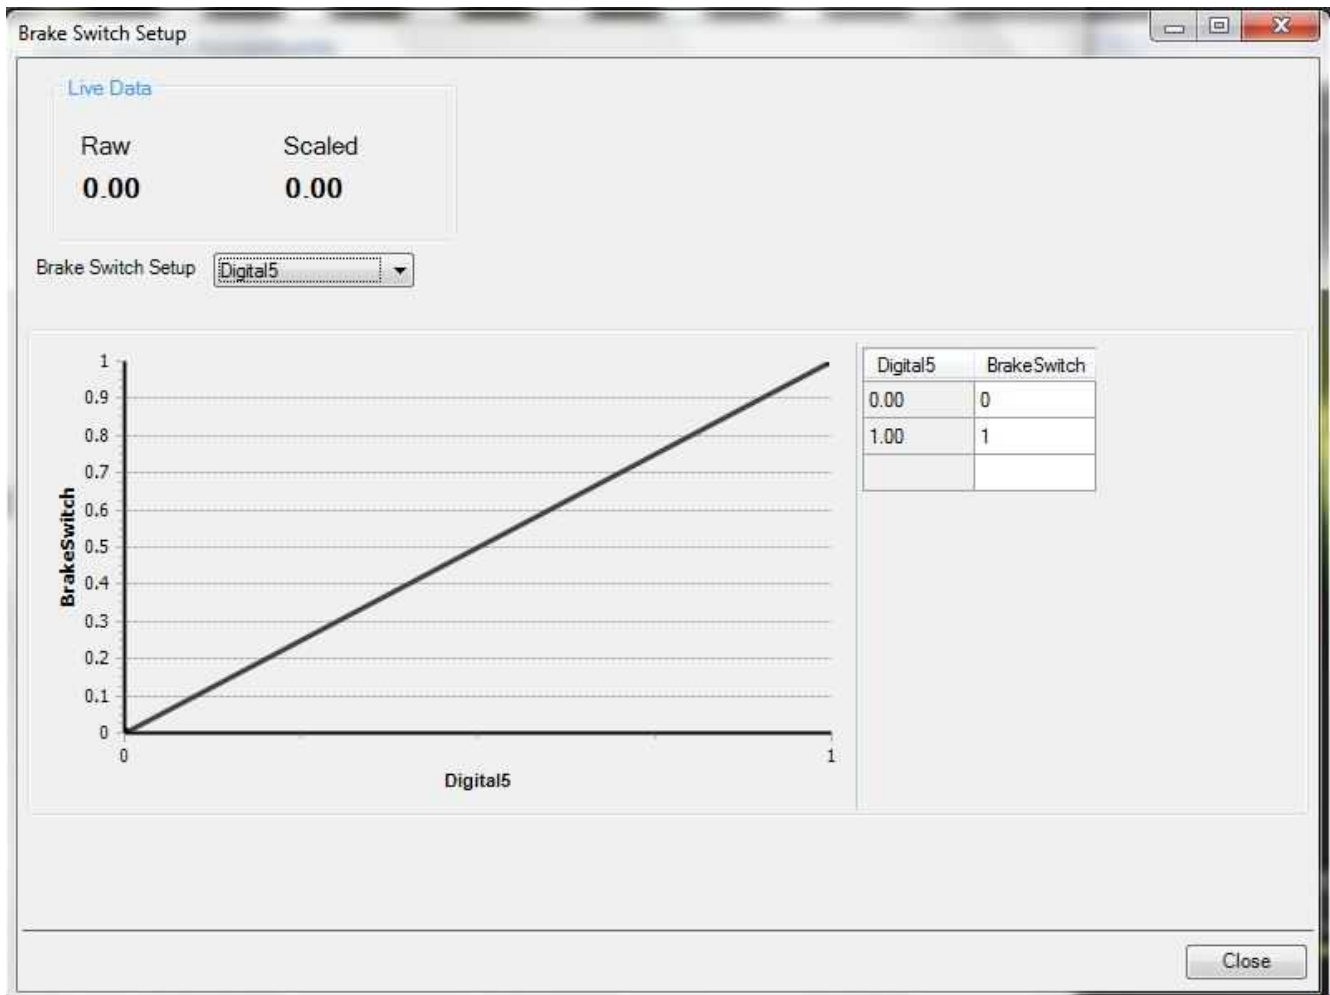 Brake Switch Setup
Live Data
Raw Scaled
0.00 0.00
Brake Switch Setup Digital5
1
0.9
0.8
0.7
0.6
0.5
0.4
0.3
0.2
0.1
0
BrakeSwitch
0 1
Digital5
Digital5 BrakeSwitch
0.00 0
1.00 1
Close